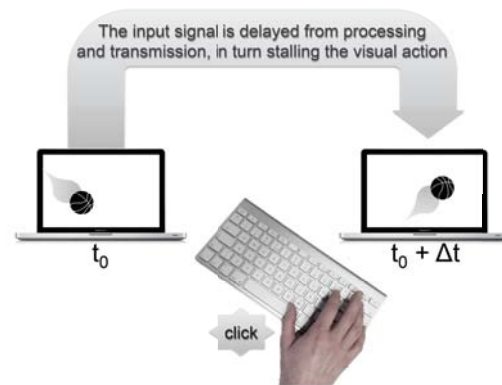 The input signal is delayed from processing
and transmission, in turn stalling the visual action
t₀
t₀ + Δt
click